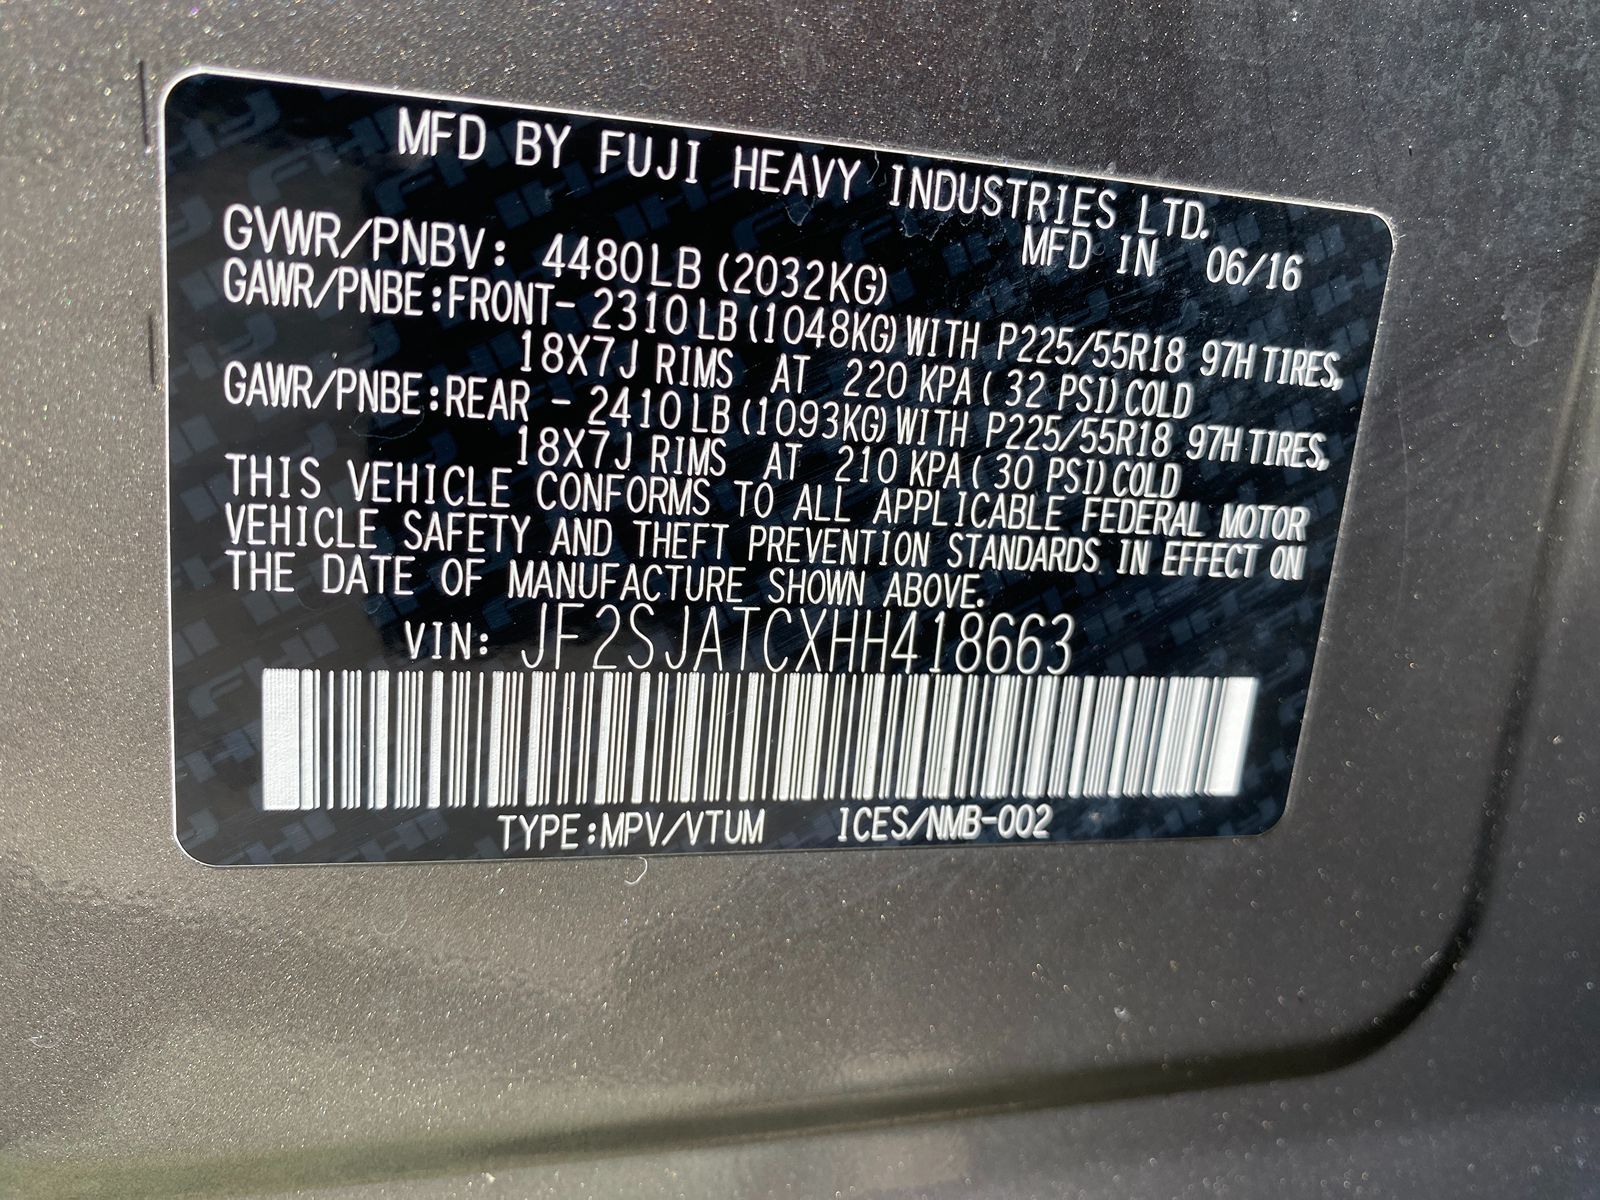 MFD BY FUJI HEAVY INDUSTRIES LTD.
GVWR/PNBV: 4480LB (2032KG) MFD IN 06/16
GAWR/PNBE:FRONT- 2310LB(1048KG)WITH P225/55R18 97H TIRES,
18X7J RIMS AT 220 KPA( 32 PSI)COLD
GAWR/PNBE:REAR - 2410LB(1093KG)WITH P225/55R18 97H TIRES,
18X7J RIMS AT 210 KPA( 30 PSI)COLD
THIS VEHICLE CONFORMS TO ALL APPLICABLE FEDERAL MOTOR
VEHICLE SAFETY AND THEFT PREVENTION STANDARDS IN EFFECT ON
THE DATE OF MANUFACTURE SHOWN ABOVE.
VIN: JF2SJATCXHH418663
TYPE:MPV/VTUM ICES/NMB-002